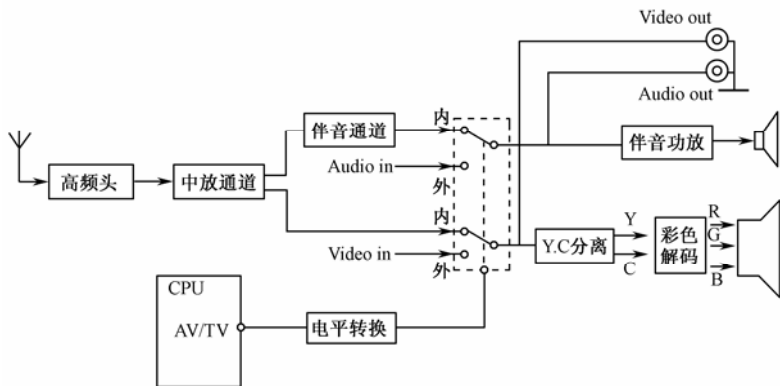 Video out
Audio out
内
伴音通道
伴音功放
Audio in
外
高频头
中放通道
内
Video in
外
Y.C分离
Y
C
彩色
解码
R
G
B
CPU
AV/TV
电平转换